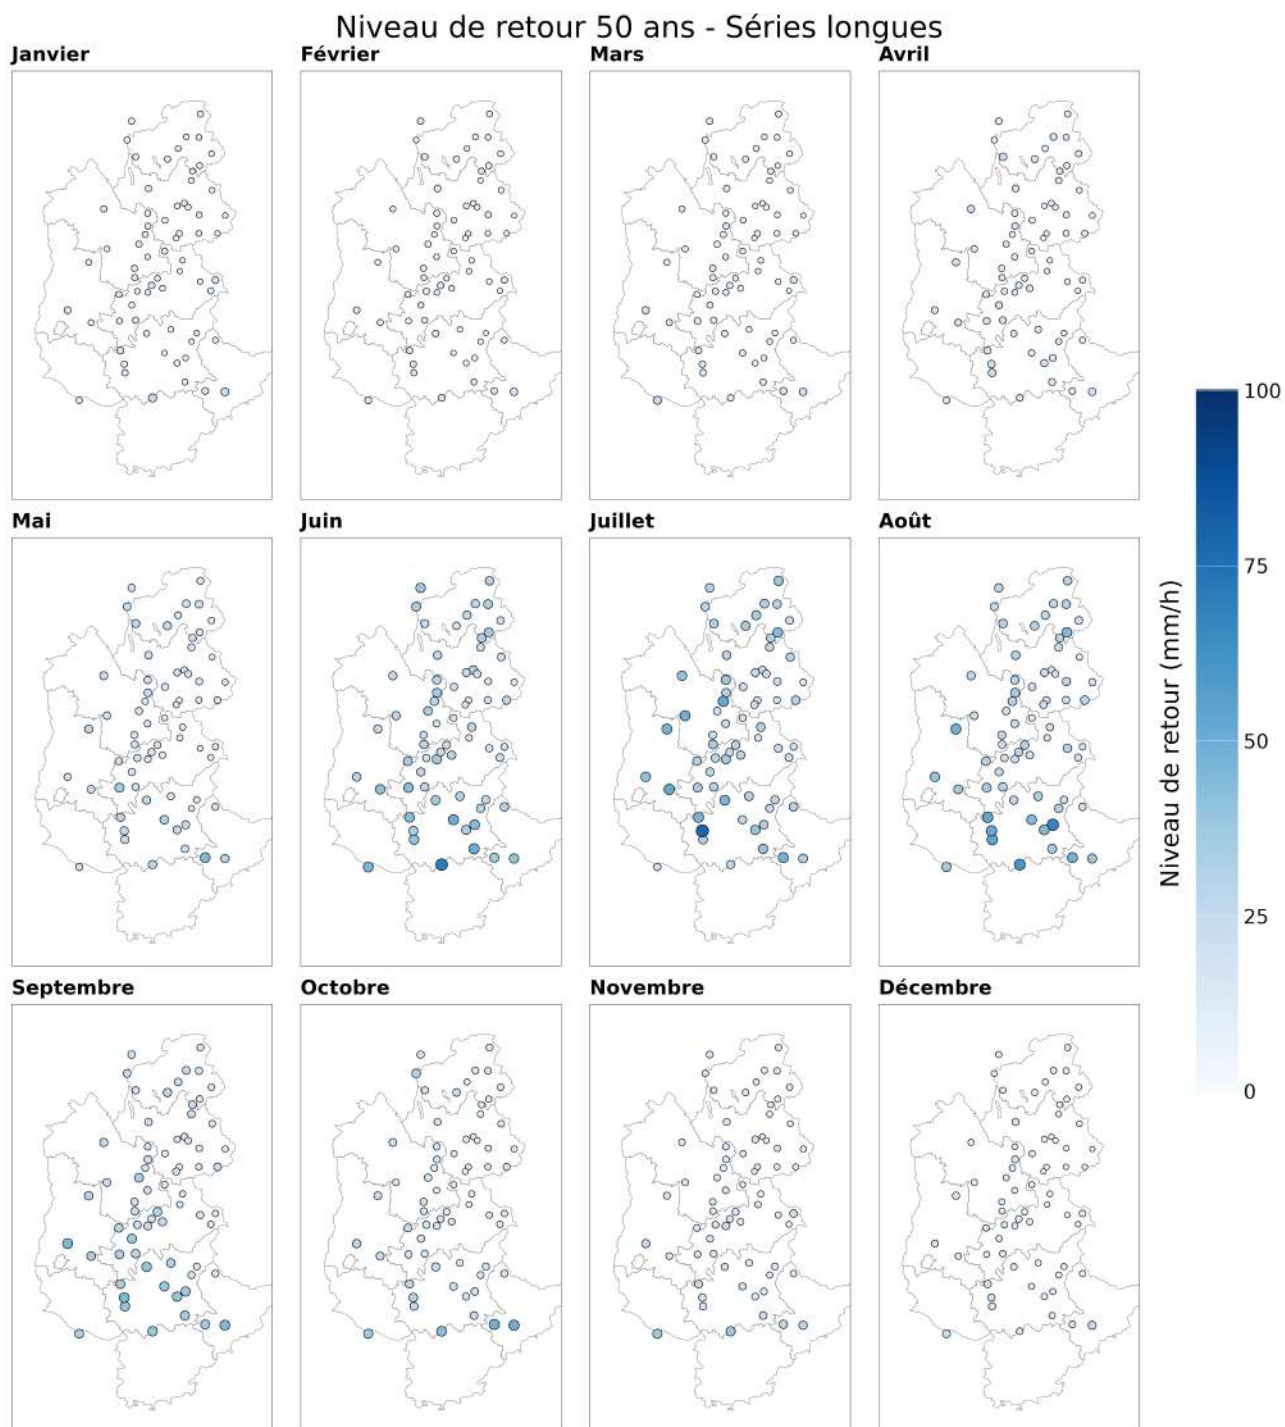 Niveau de retour 50 ans - Séries longues
Janvier
Février
Mars
Avril
Mai
Juin
Juillet
Août
Septembre
Octobre
Novembre
Décembre
Niveau de retour (mm/h)
100
75
50
25
0